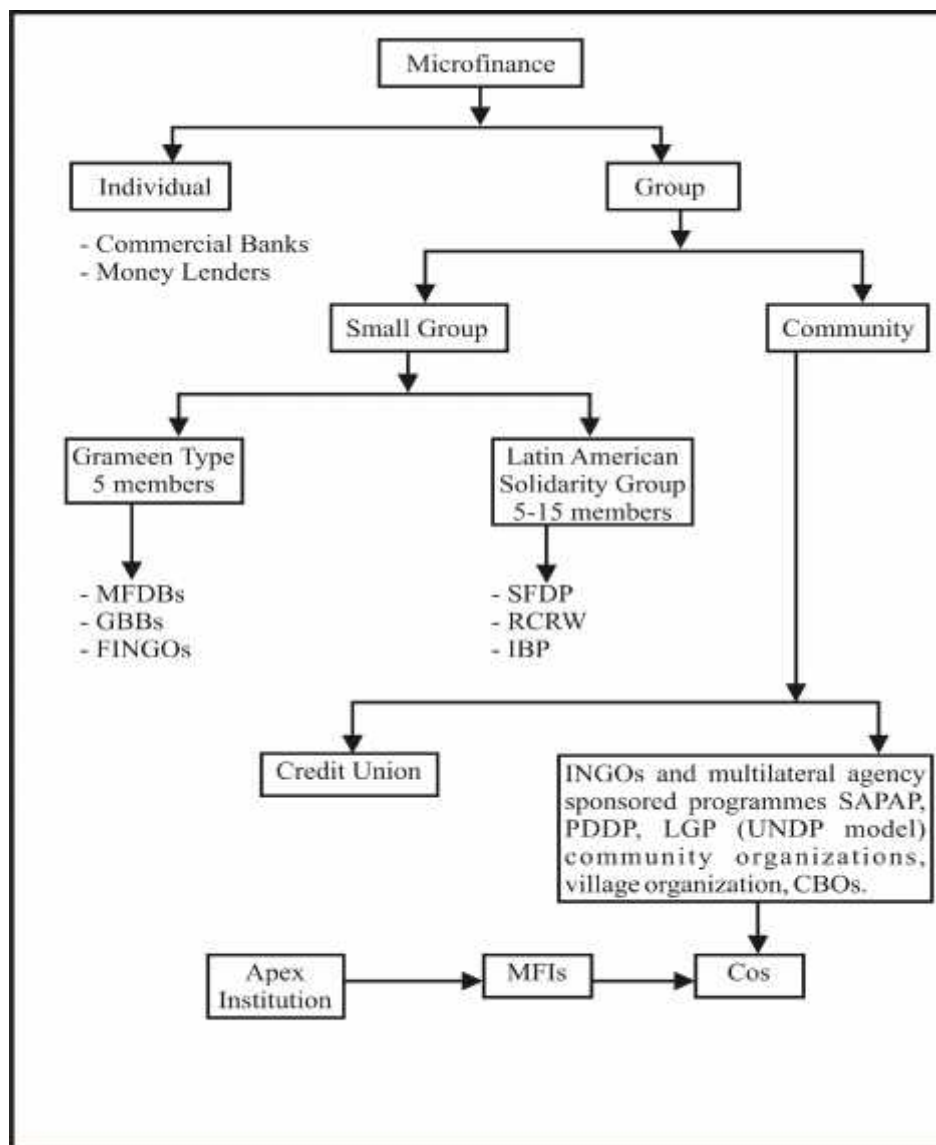 Microfinance
Individual
Group
- Commercial Banks
- Money Lenders
Small Group
Community
Grameen Type
5 members
Latin American
Solidarity Group
5-15 members
- MFDBs
- GBBs
- FINGOs
- SFDP
- RCRW
- IBP
Credit Union
INGOs and multilateral agency
sponsored programmes SAPAP,
PDDP, LGP (UNDP model)
community organizations,
village organization, CBOs.
Apex
Institution
MFIs
Cos